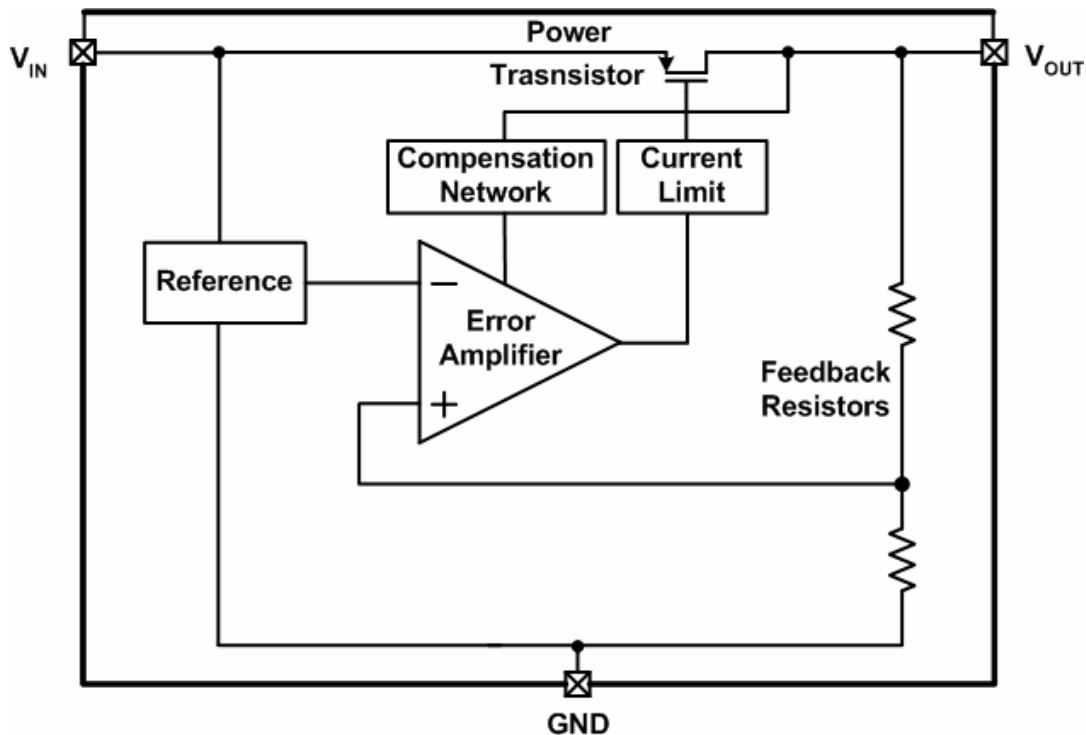 Power
Trasnsistor
VIN
VOUT
Compensation
Network
Current
Limit
Reference
−
Error
Amplifier
+
Feedback
Resistors
GND